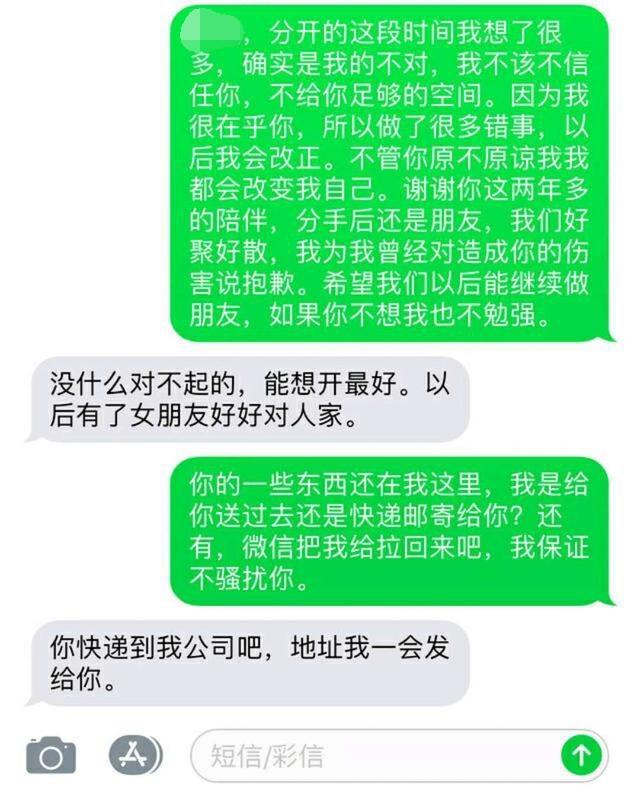 ，分开的这段时间我想了很
多，确实是我的不对，我不该不信
任你，不给你足够的空间。因为我
很在乎你，所以做了很多错事，以
后我会改正。不管你原不原谅我我
都会改变我自己。谢谢你这两年多
的陪伴，分手后还是朋友，我们好
聚好散，我为我曾经对造成你的伤
害说抱歉。希望我们以后能继续做
朋友，如果你不想我也不勉强。
没什么对不起的，能想开最好。以
后有了女朋友好好对人家。
你的一些东西还在我这里，我是给
你送过去还是快递邮寄给你？还
有，微信把我给拉回来吧，我保证
不骚扰你。
你快递到我公司吧，地址我一会发
给你。
短信/彩信